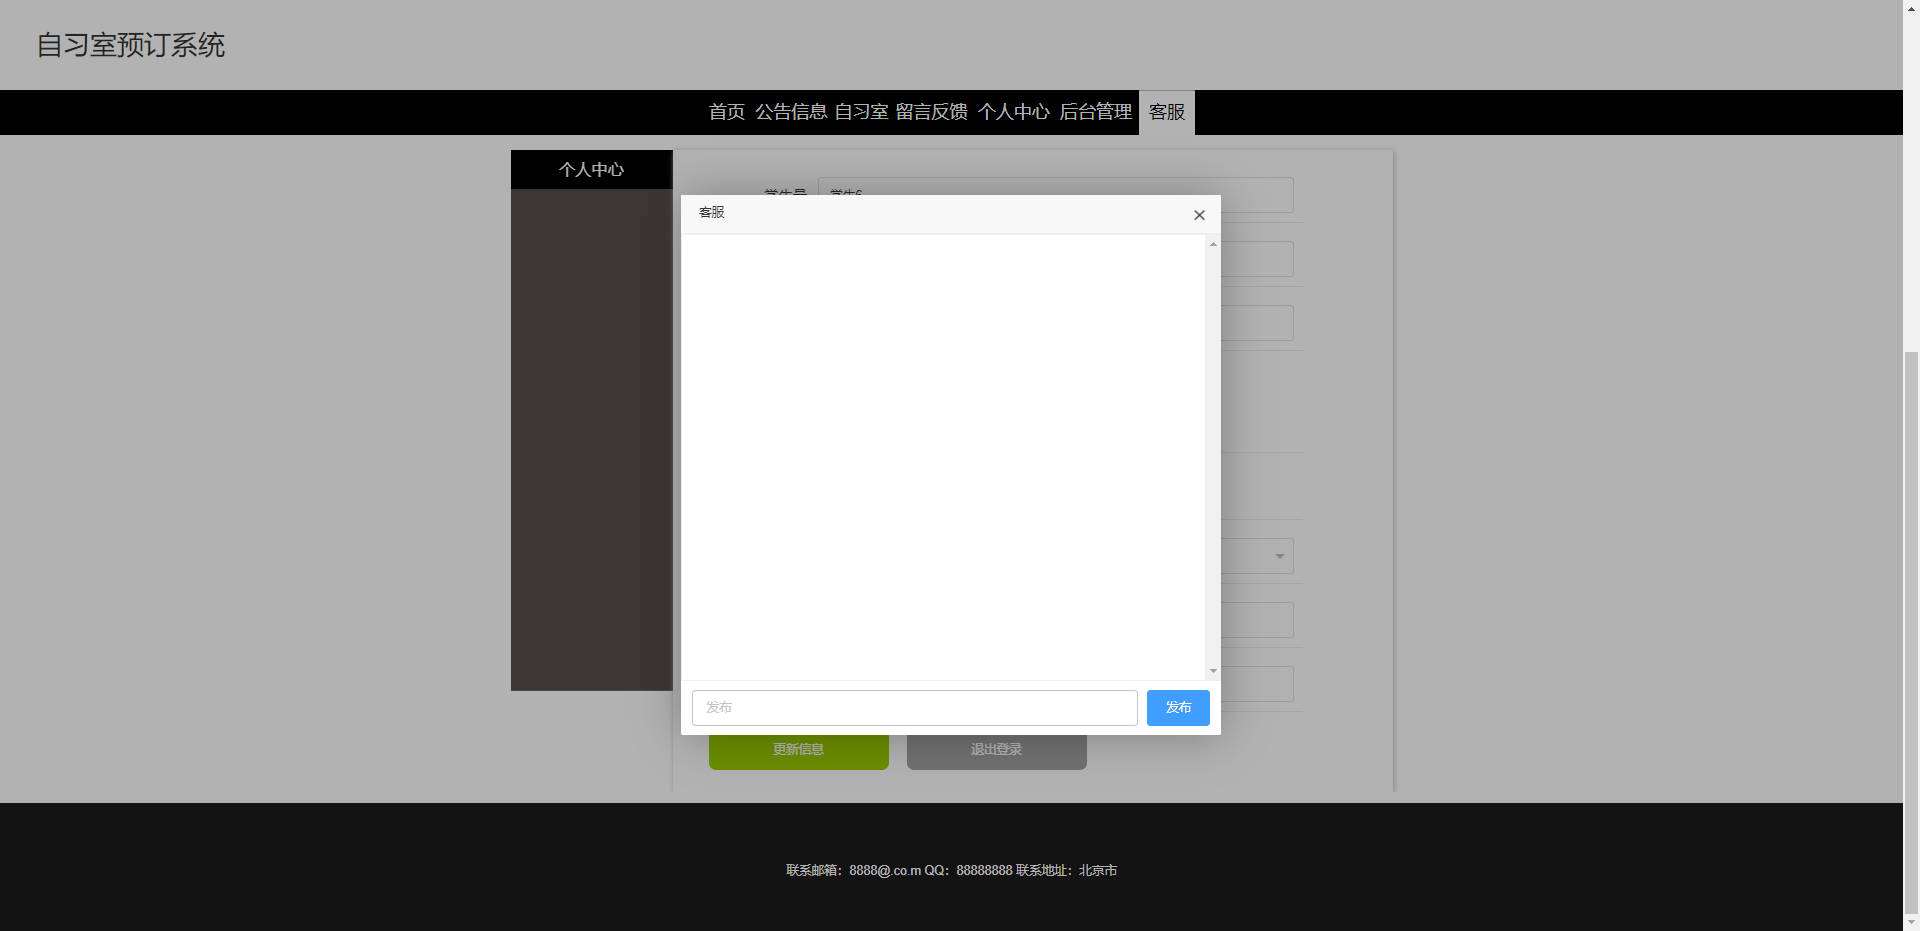 自习室预订系统
首页 公告信息 自习室 留言反馈 个人中心 后台管理 客服
个人中心
客服
发布
发布
更新信息 退出登录
联系邮箱：8888@.co.m QQ：88888888 联系地址：北京市